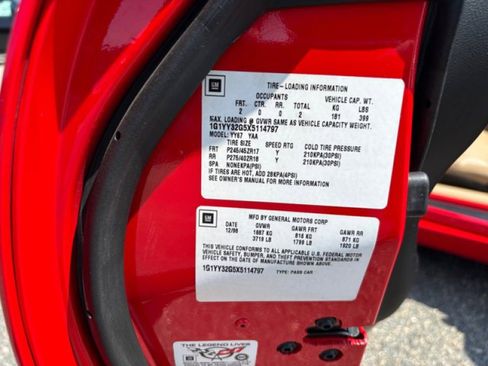 GM
TIRE-LOADING INFORMATION
OCCUPANTS VEHICLE CAP. WT.
FRT. CTR. RR. TOTAL KG LBS
2 0 0 2 181 399
MAX. LOADING @ GVWR SAME AS VEHICLE CAPACITY WEIGHT.
1G1YY32G5X5114797
MODEL: YY67 YAA
TIRE SIZE SPEED RTG COLD TIRE PRESSURE
FRT P245/45ZR17 Y 210KPA(30PSI)
RR P275/40ZR18 Y 210KPA(30PSI)
SPA NONEKPA(PSI)
IF TIRES ARE HOT, ADD 28KPA(4PSI)
SEE OWNER'S MANUAL FOR MORE INFORMATION
GM
MFD BY GENERAL MOTORS CORP
DATE GVWR GAWR FRT GAWR RR
12/98 1687 KG 816 KG 871 KG
3719 LB 1799 LB 1920 LB
THIS VEHICLE CONFORMS TO ALL APPLICABLE U.S. FEDERAL MOTOR
VEHICLE SAFETY, BUMPER, AND THEFT PREVENTION STANDARDS IN
EFFECT ON THE DATE OF MANUFACTURE SHOWN ABOVE.
1G1YY32G5X5114797 TYPE: PASS CAR
THE LEGEND LIVES